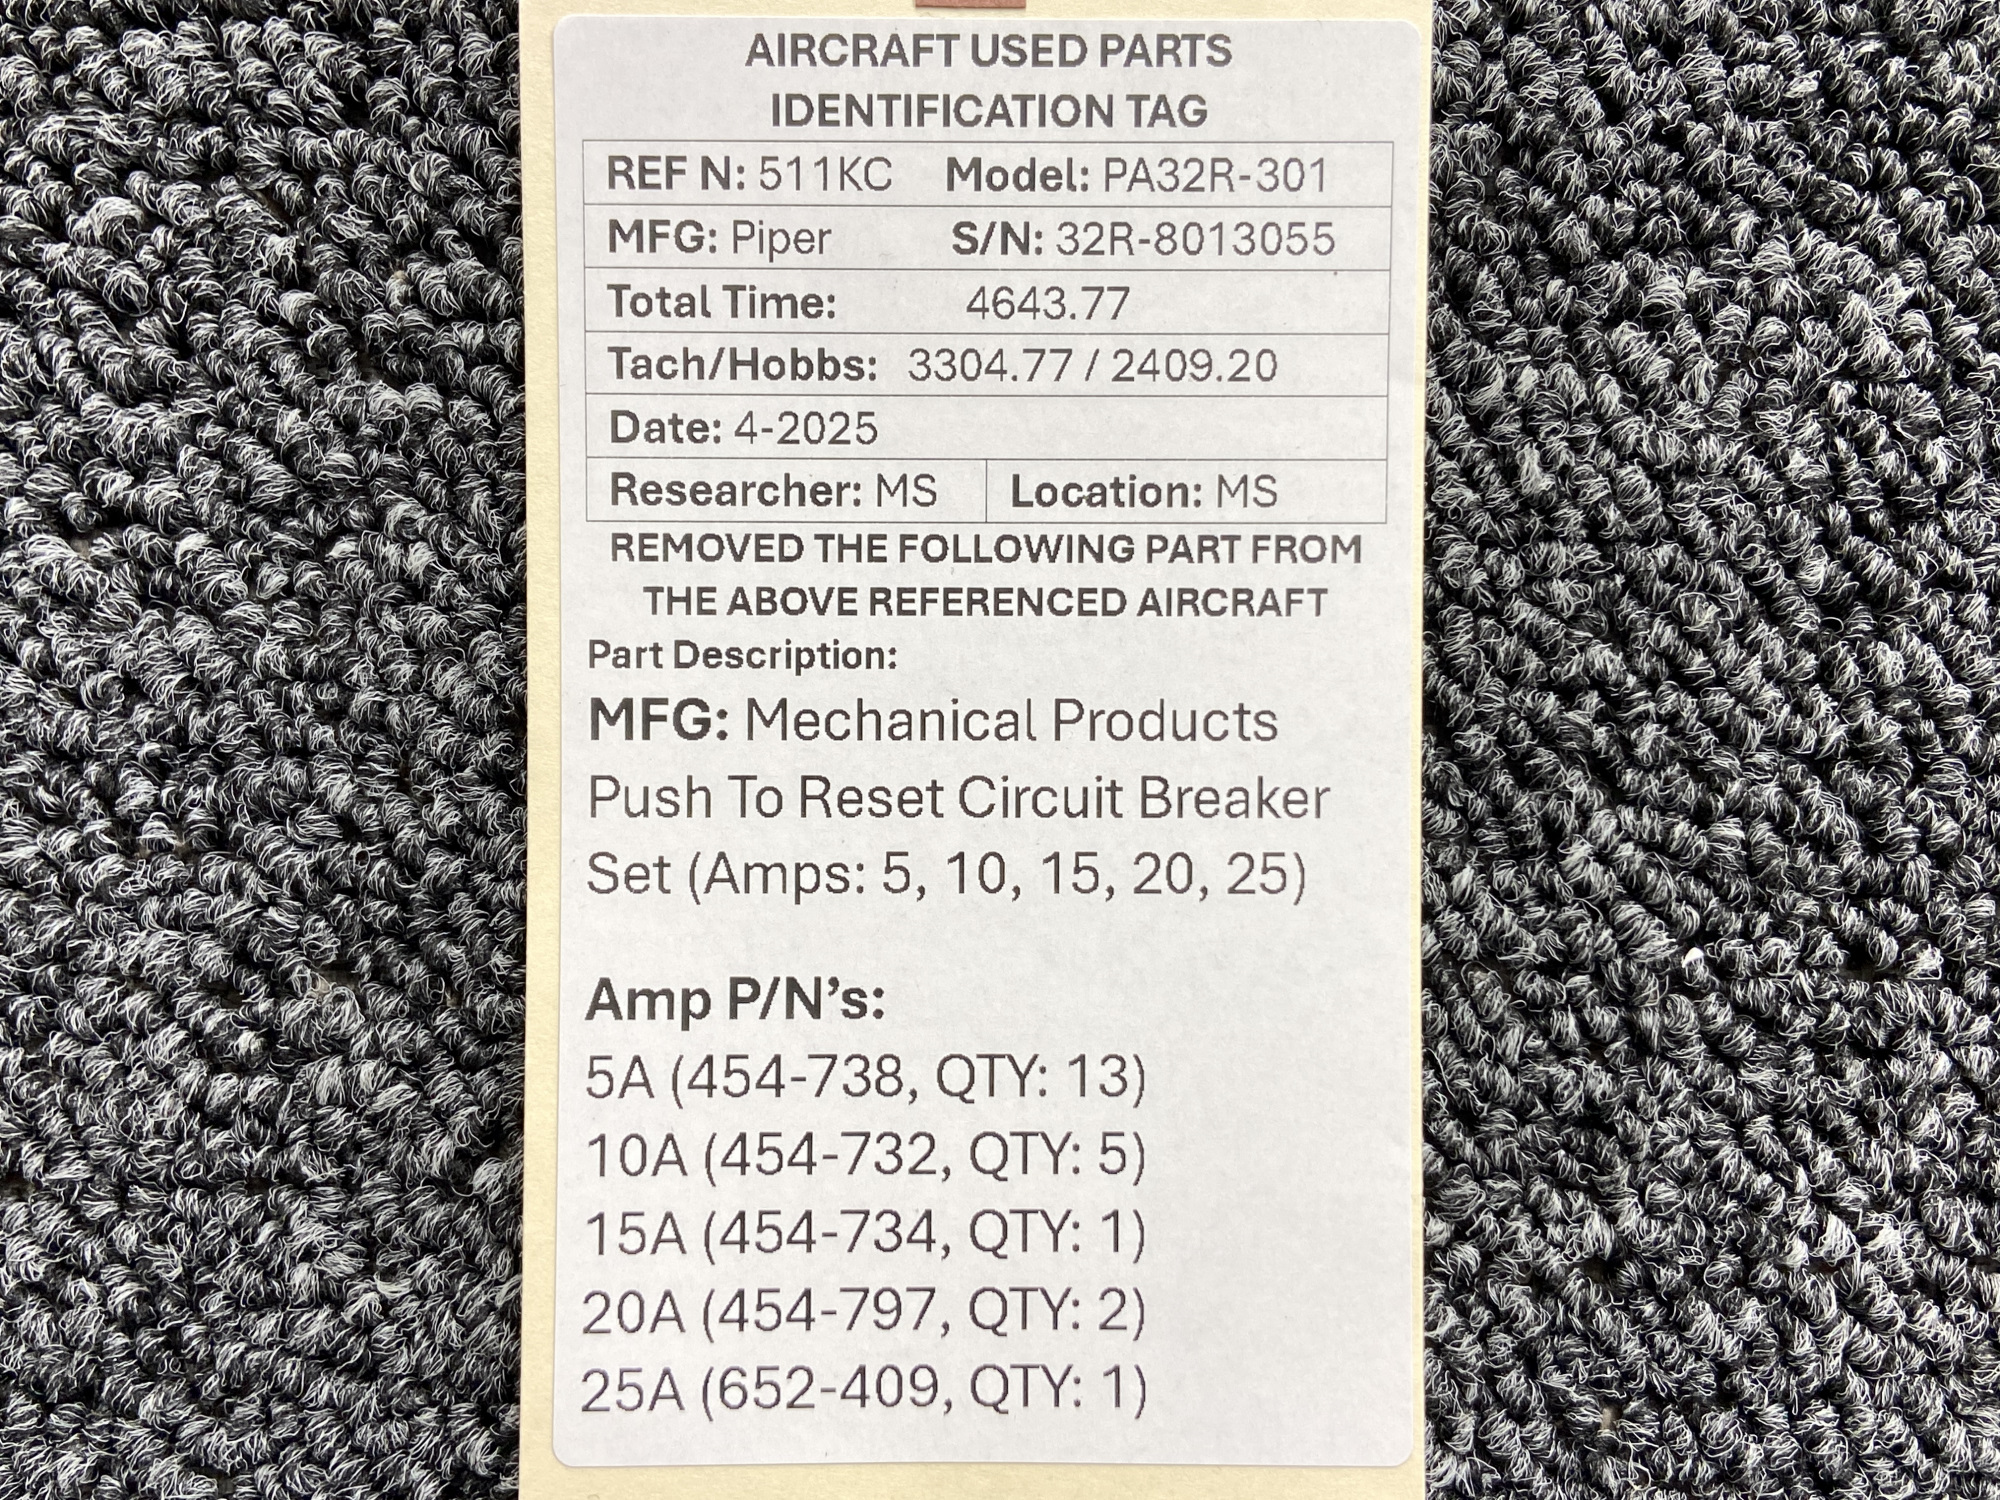 AIRCRAFT USED PARTS
IDENTIFICATION TAG
REF N: 511KC Model: PA32R-301
MFG: Piper S/N: 32R-8013055
Total Time: 4643.77
Tach/Hobbs: 3304.77 / 2409.20
Date: 4-2025
Researcher: MS Location: MS
REMOVED THE FOLLOWING PART FROM
THE ABOVE REFERENCED AIRCRAFT
Part Description:
MFG: Mechanical Products
Push To Reset Circuit Breaker
Set (Amps: 5, 10, 15, 20, 25)
Amp P/N's:
5A (454-738, QTY: 13)
10A (454-732, QTY: 5)
15A (454-734, QTY: 1)
20A (454-797, QTY: 2)
25A (652-409, QTY: 1)